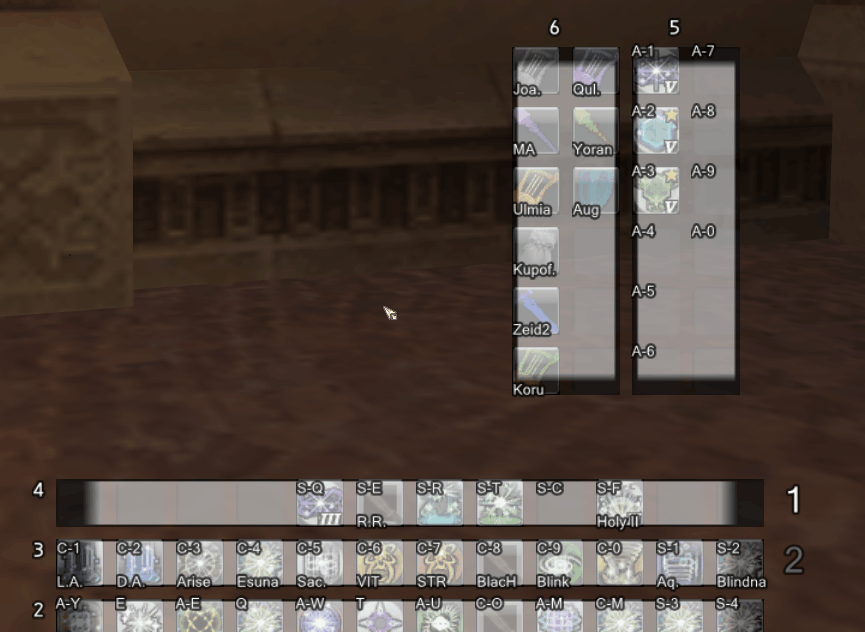 6 5
A-1 A-7
Joa. Qul. V
A-2 A-8
MA Yoran V
A-3 A-9
Ulmia Aug V
A-4 A-0
Kupof.
A-5
Zeid2
A-6
Koru
4 S-Q S-E S-R S-T S-C S-F 1
III R.R. Holy II
3 C-1 C-2 C-3 C-4 C-5 C-6 C-7 C-8 C-9 C-0 S-1 S-2 2
L.A. D.A. Arise Esuna Sac. VIT STR BlacH Blink Aq. Blindna
2 A-Y E A-E Q A-W T A-U C-O A-M C-M S-3 S-4